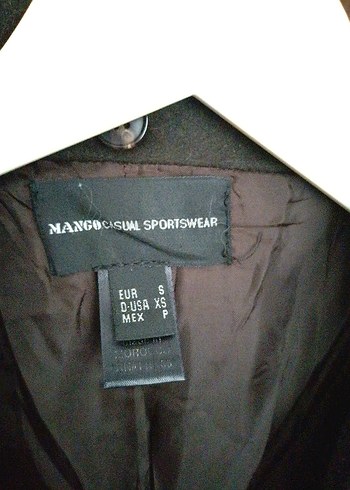 MANGO CASUAL SPORTSWEAR
EUR S
D-USA XS
MEX P